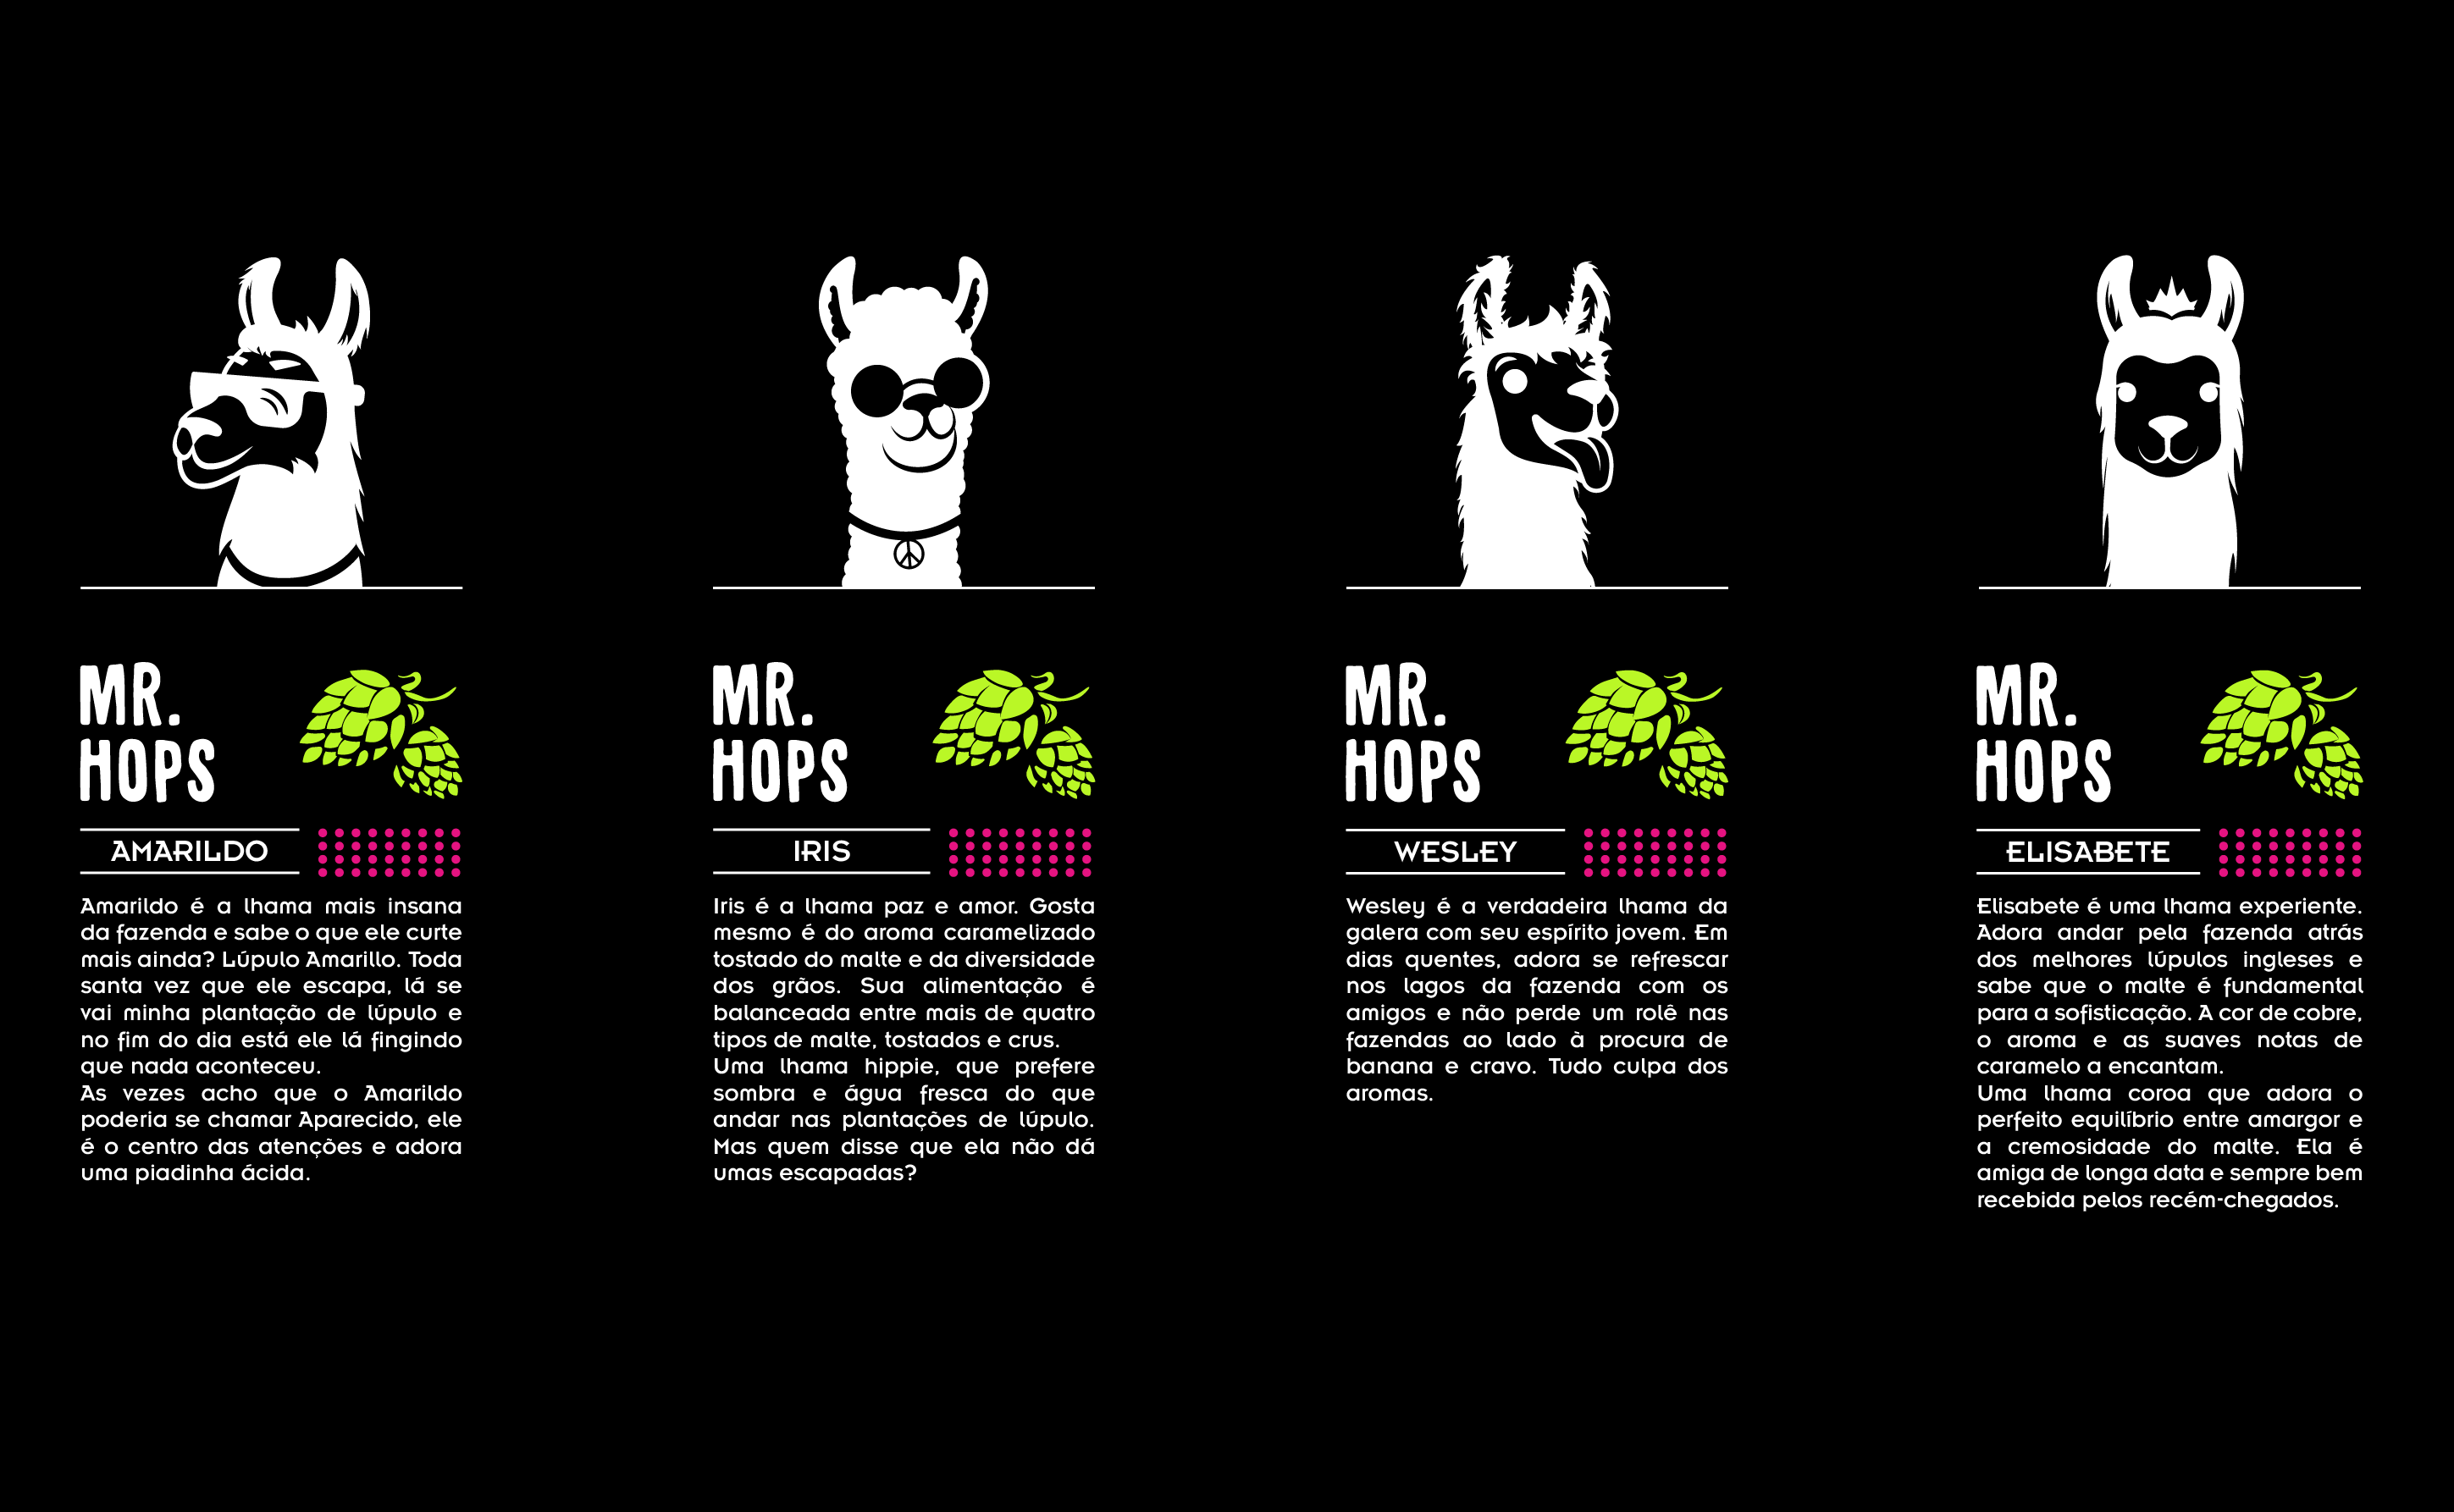 MR.
HOPS
AMARILDO
Amarildo é a lhama mais insana
da fazenda e sabe o que ele curte
mais ainda? Lúpulo Amarillo. Toda
santa vez que ele escapa, lá se
vai minha plantação de lúpulo e
no fim do dia está ele lá fingindo
que nada aconteceu.
As vezes acho que o Amarildo
poderia se chamar Aparecido, ele
é o centro das atenções e adora
uma piadinha ácida.
MR.
HOPS
IRIS
Iris é a lhama paz e amor. Gosta
mesmo é do aroma caramelizado
tostado do malte e da diversidade
dos grãos. Sua alimentação é
balanceada entre mais de quatro
tipos de malte, tostados e crus.
Uma lhama hippie, que prefere
sombra e água fresca do que
andar nas plantações de lúpulo.
Mas quem disse que ela não dá
umas escapadas?
MR.
HOPS
WESLEY
Wesley é a verdadeira lhama da
galera com seu espírito jovem. Em
dias quentes, adora se refrescar
nos lagos da fazenda com os
amigos e não perde um rolê nas
fazendas ao lado à procura de
banana e cravo. Tudo culpa dos
aromas.
MR.
HOPS
ELISABETE
Elisabete é uma lhama experiente.
Adora andar pela fazenda atrás
dos melhores lúpulos ingleses e
sabe que o malte é fundamental
para a sofisticação. A cor de cobre,
o aroma e as suaves notas de
caramelo a encantam.
Uma lhama coroa que adora o
perfeito equilíbrio entre amargor e
a cremosidade do malte. Ela é
amiga de longa data e sempre bem
recebida pelos recém-chegados.